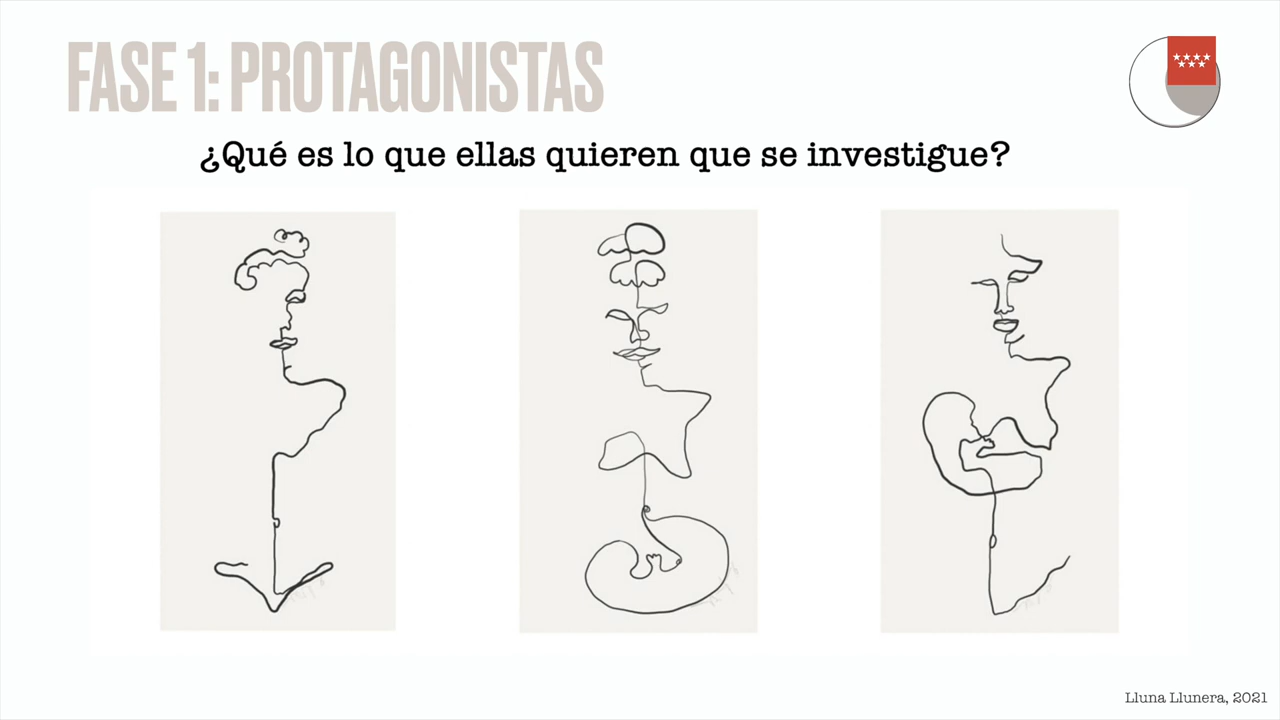 FASE 1: PROTAGONISTAS
¿Qué es lo que ellas quieren que se investigue?
Lluna Llunera, 2021